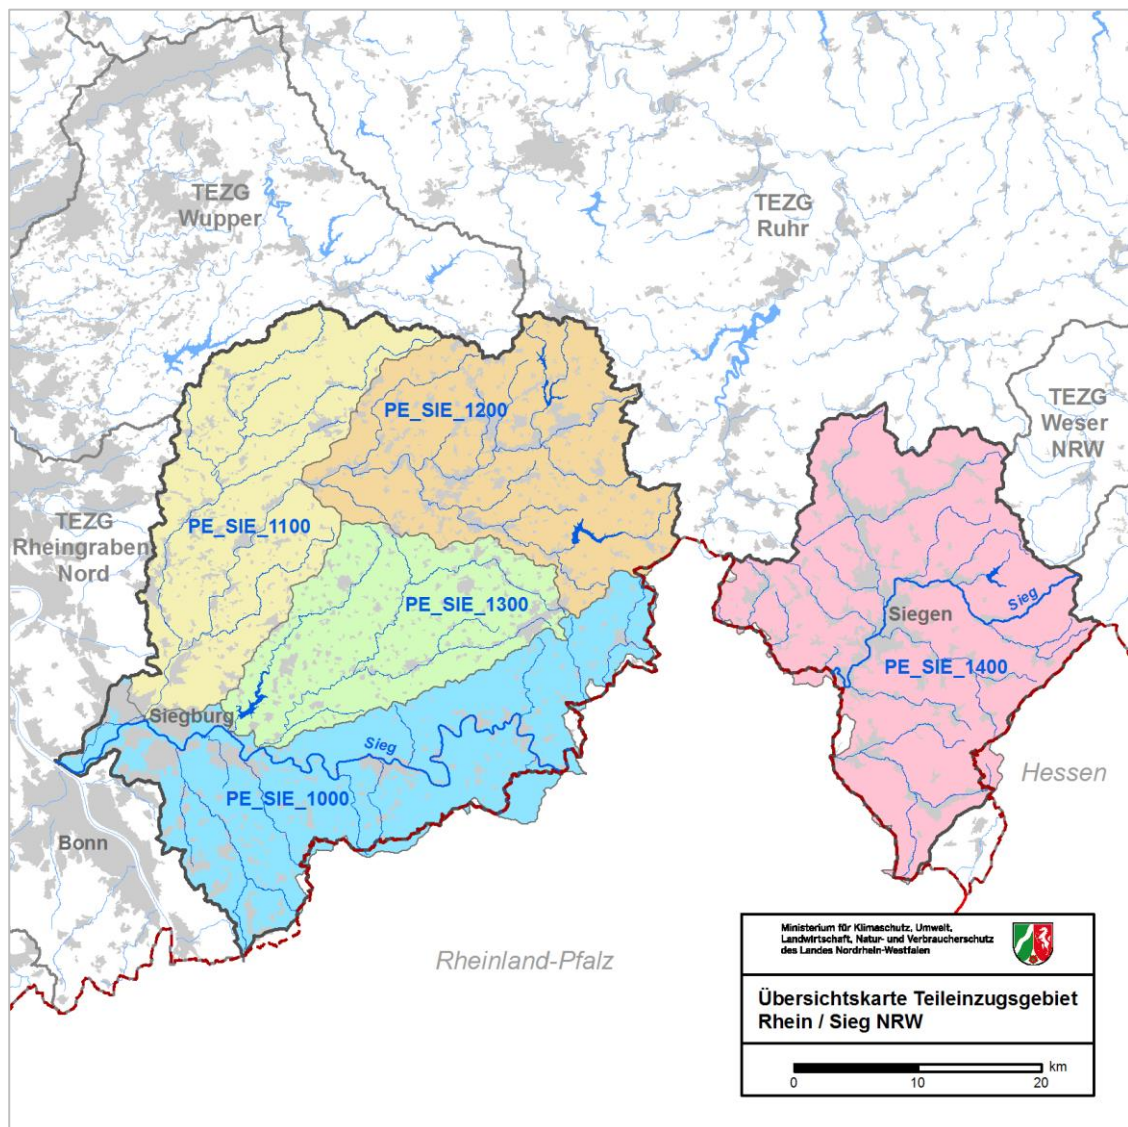 TEZG
Wupper
TEZG
Ruhr
TEZG
Weser
NRW
PE_SIE_1200
TEZG
Rheingraben
Nord
PE_SIE_1100
PE_SIE_1300
Sieg
Siegen
PE_SIE_1400
Siegburg
Sieg
PE_SIE_1000
Hessen
Bonn
Rheinland-Pfalz
Ministerium für Klimaschutz, Umwelt,
Landwirtschaft, Natur- und Verbraucherschutz
des Landes Nordrhein-Westfalen
Übersichtskarte Teileinzugsgebiet
Rhein / Sieg NRW
km
0 10 20